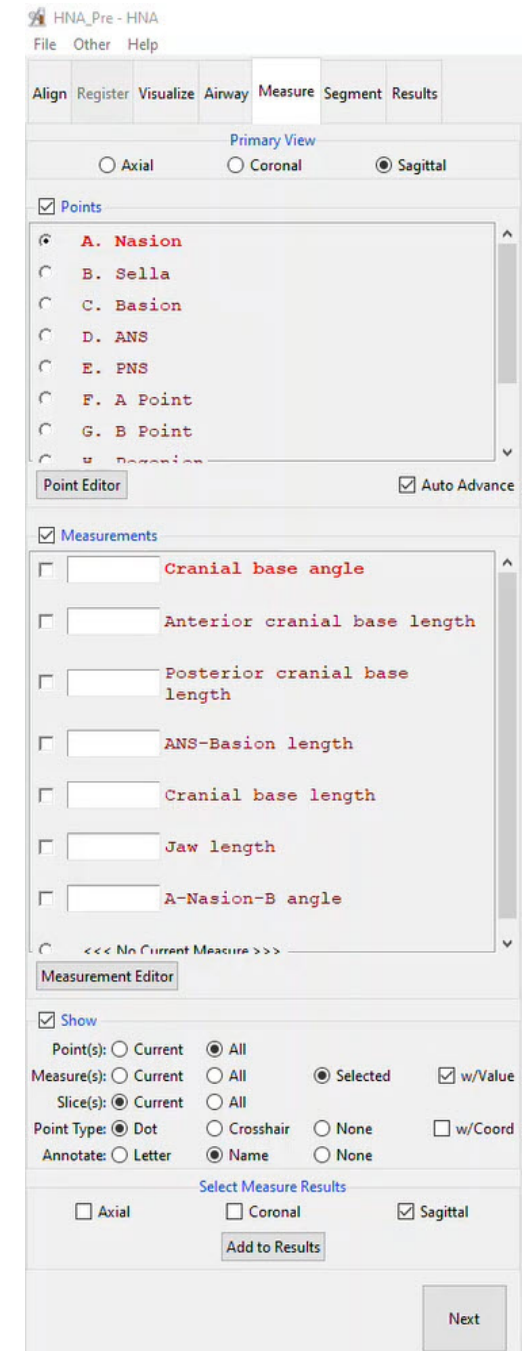 HNA_Pre - HNA
File Other Help
Align Register Visualize Airway Measure Segment Results
Primary View
Axial Coronal Sagittal
Points
A. Nasion
B. Sella
C. Basion
D. ANS
E. PNS
F. A Point
G. B Point
H. Pogonion
Point Editor Auto Advance
Measurements
Cranial base angle
Anterior cranial base length
Posterior cranial base
length
ANS-Basion length
Cranial base length
Jaw length
A-Nasion-B angle
<<< No Current Measure >>>
Measurement Editor
Show
Point(s): Current All
Measure(s): Current All Selected w/Value
Slice(s): Current All
Point Type: Dot Crosshair None w/Coord
Annotate: Letter Name None
Select Measure Results
Axial Coronal Sagittal
Add to Results
Next